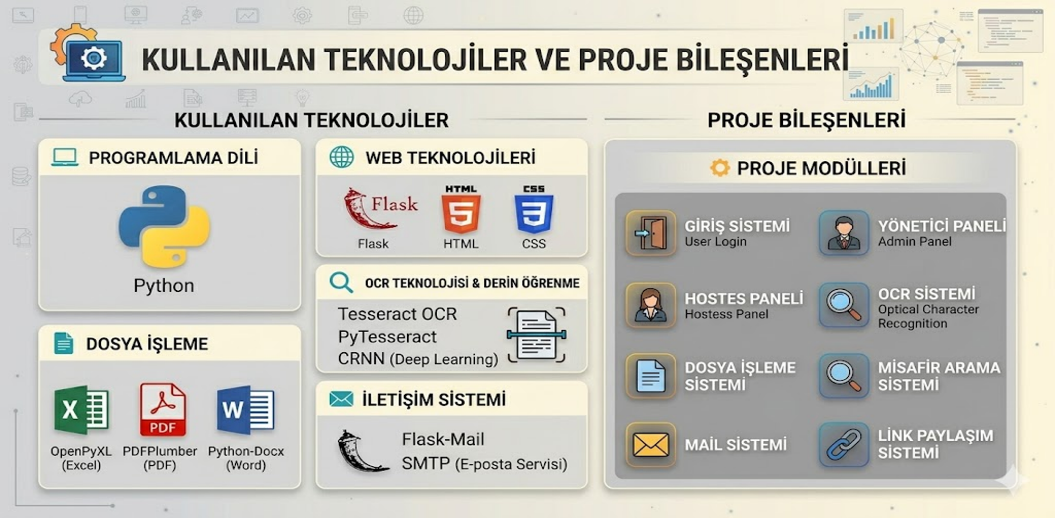 KULLANILAN TEKNOLOJİLER VE PROJE BİLEŞENLERİ
KULLANILAN TEKNOLOJİLER
PROGRAMLAMA DİLİ
Python
WEB TEKNOLOJİLERİ
Flask
Flask
HTML
5
HTML
CSS
3
CSS
OCR TEKNOLOJİSİ & DERİN ÖĞRENME
Tesseract OCR
PyTesseract
CRNN (Deep Learning)
DOSYA İŞLEME
X
OpenPyXL
(Excel)
PDF
PDFPlumber
(PDF)
W
Python-Docx
(Word)
İLETİŞİM SİSTEMİ
Flask-Mail
SMTP (E-posta Servisi)
PROJE BİLEŞENLERİ
PROJE MODÜLLERİ
GİRİŞ SİSTEMİ
User Login
YÖNETİCİ PANELİ
Admin Panel
HOSTES PANELİ
Hostess Panel
OCR SİSTEMİ
Optical Character
Recognition
DOSYA İŞLEME
SİSTEMİ
MİSAFİR ARAMA
SİSTEMİ
MAİL SİSTEMİ
LİNK PAYLAŞIM
SİSTEMİ